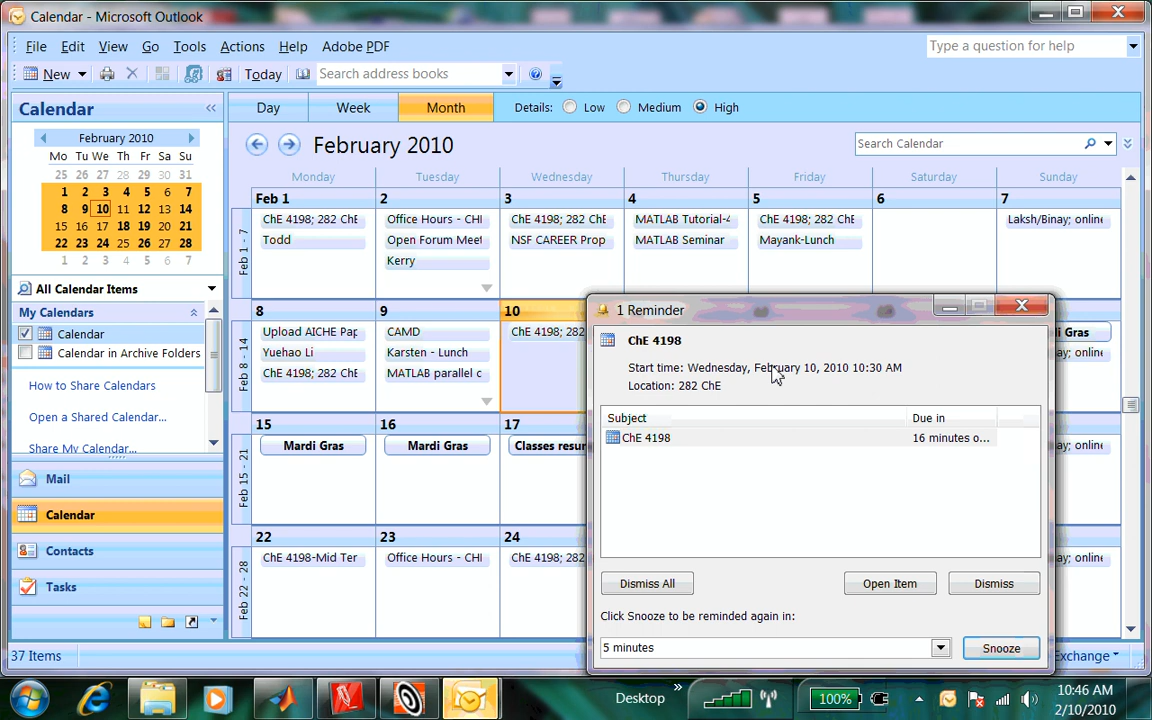 Calendar - Microsoft Outlook
File Edit View Go Tools Actions Help Adobe PDF
Type a question for help
New Today Search address books
Calendar
Day Week Month Details: Low Medium High
February 2010
Mo Tu We Th Fr Sa Su
25 26 27 28 29 30 31
1 2 3 4 5 6 7
8 9 10 11 12 13 14
15 16 17 18 19 20 21
22 23 24 25 26 27 28
1 2 3 4 5 6 7
All Calendar Items
My Calendars
Calendar
Calendar in Archive Folders
How to Share Calendars
Open a Shared Calendar...
Share My Calendar...
Mail
Calendar
Contacts
Tasks
February 2010
Search Calendar
Monday Tuesday Wednesday Thursday Friday Saturday Sunday
Feb 1 - 7
Feb 1 2 3 4 5 6 7
ChE 4198; 282 ChE Office Hours - CHE ChE 4198; 282 ChE MATLAB Tutorial-4 ChE 4198; 282 ChE Laksh/Binay; online
Todd Open Forum Meet NSF CAREER Prop MATLAB Seminar Mayank-Lunch
Kerry
Feb 8 - 14
8 9 10
Upload AICHE Pap CAMD ChE 4198; 282 di Gras
Yuehao Li Karsten - Lunch ay; online
ChE 4198; 282 ChE MATLAB parallel c
Feb 15 - 21
15 16 17
Mardi Gras Mardi Gras Classes resum ay; online
Feb 22 - 28
22 23 24
ChE 4198-Mid Ter Office Hours - CHE ChE 4198; 282 ay; online
1 Reminder
ChE 4198
Start time: Wednesday, February 10, 2010 10:30 AM
Location: 282 ChE
Subject Due in
ChE 4198 16 minutes o...
Dismiss All Open Item Dismiss
Click Snooze to be reminded again in:
5 minutes Snooze
37 Items
Exchange
Desktop » 100% 10:46 AM
2/10/2010